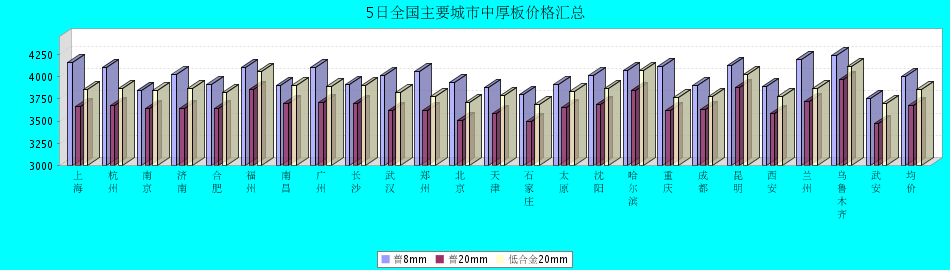 5日全国主要城市中厚板价格汇总
4250
4000
3750
3500
3250
3000
上海 杭州 南京 济南 合肥 福州 南昌 广州 长沙 武汉 郑州 北京 天津 石家庄 太原 沈阳 哈尔滨 重庆 成都 昆明 西安 兰州 乌鲁木齐 武安 均价
普8mm 普20mm 低合金20mm